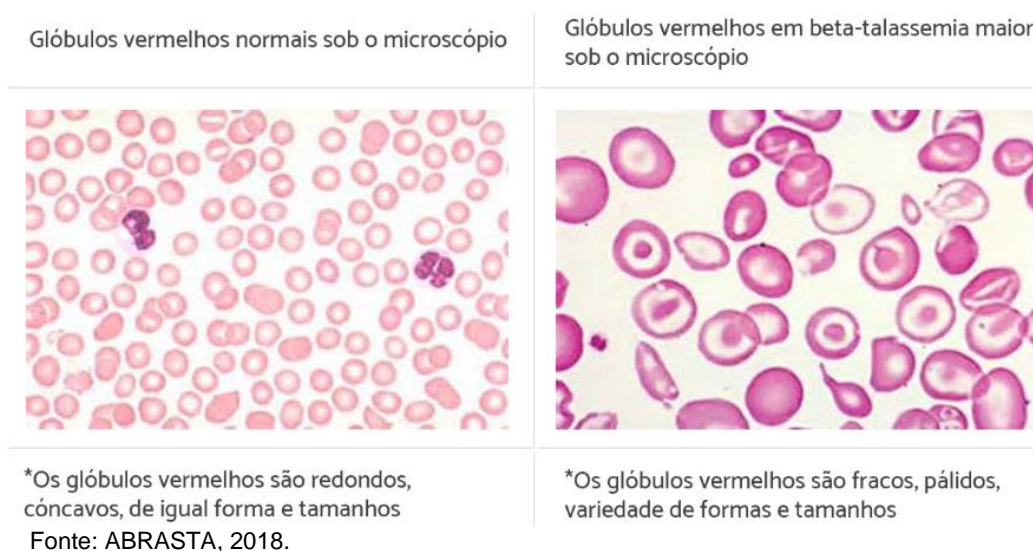 Glóbulos vermelhos normais sob o microscópio
Glóbulos vermelhos em beta-talassemia maior
sob o microscópio
*Os glóbulos vermelhos são redondos,
cóncavos, de igual forma e tamanhos
*Os glóbulos vermelhos são fracos, pálidos,
variedade de formas e tamanhos
Fonte: ABRASTA, 2018.